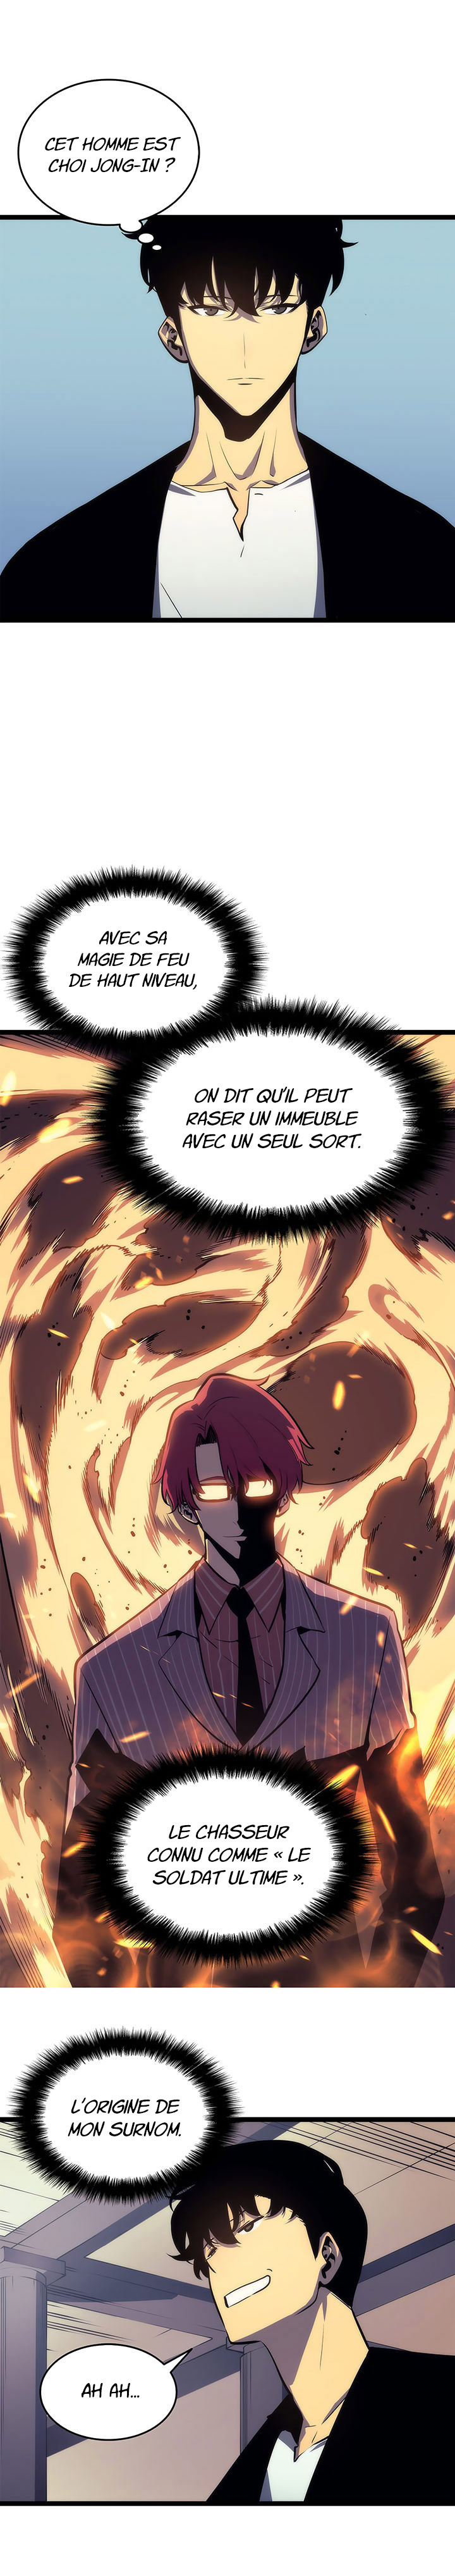 CET HOMME EST
CHOI JONG-IN ?
AVEC SA
MAGIE DE FEU
DE HAUT NIVEAU,
ON DIT QU'IL PEUT
RASER UN IMMEUBLE
AVEC UN SEUL SORT.
LE CHASSEUR
CONNU COMME « LE
SOLDAT ULTIME ».
L'ORIGINE DE
MON SURNOM.
AH AH...